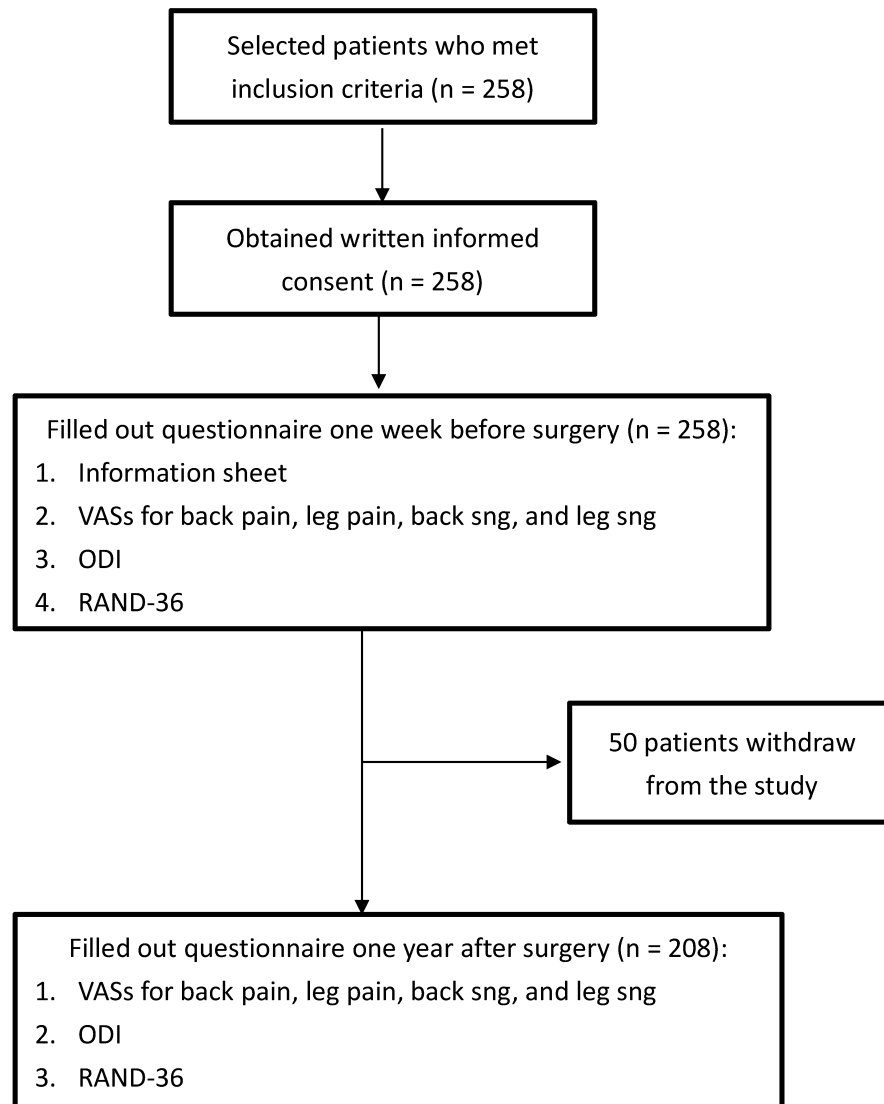 Selected patients who met
inclusion criteria (n = 258)
Obtained written informed
consent (n = 258)
Filled out questionnaire one week before surgery (n = 258):
1. Information sheet
2. VASs for back pain, leg pain, back sng, and leg sng
3. ODI
4. RAND-36
50 patients withdraw
from the study
Filled out questionnaire one year after surgery (n = 208):
1. VASs for back pain, leg pain, back sng, and leg sng
2. ODI
3. RAND-36